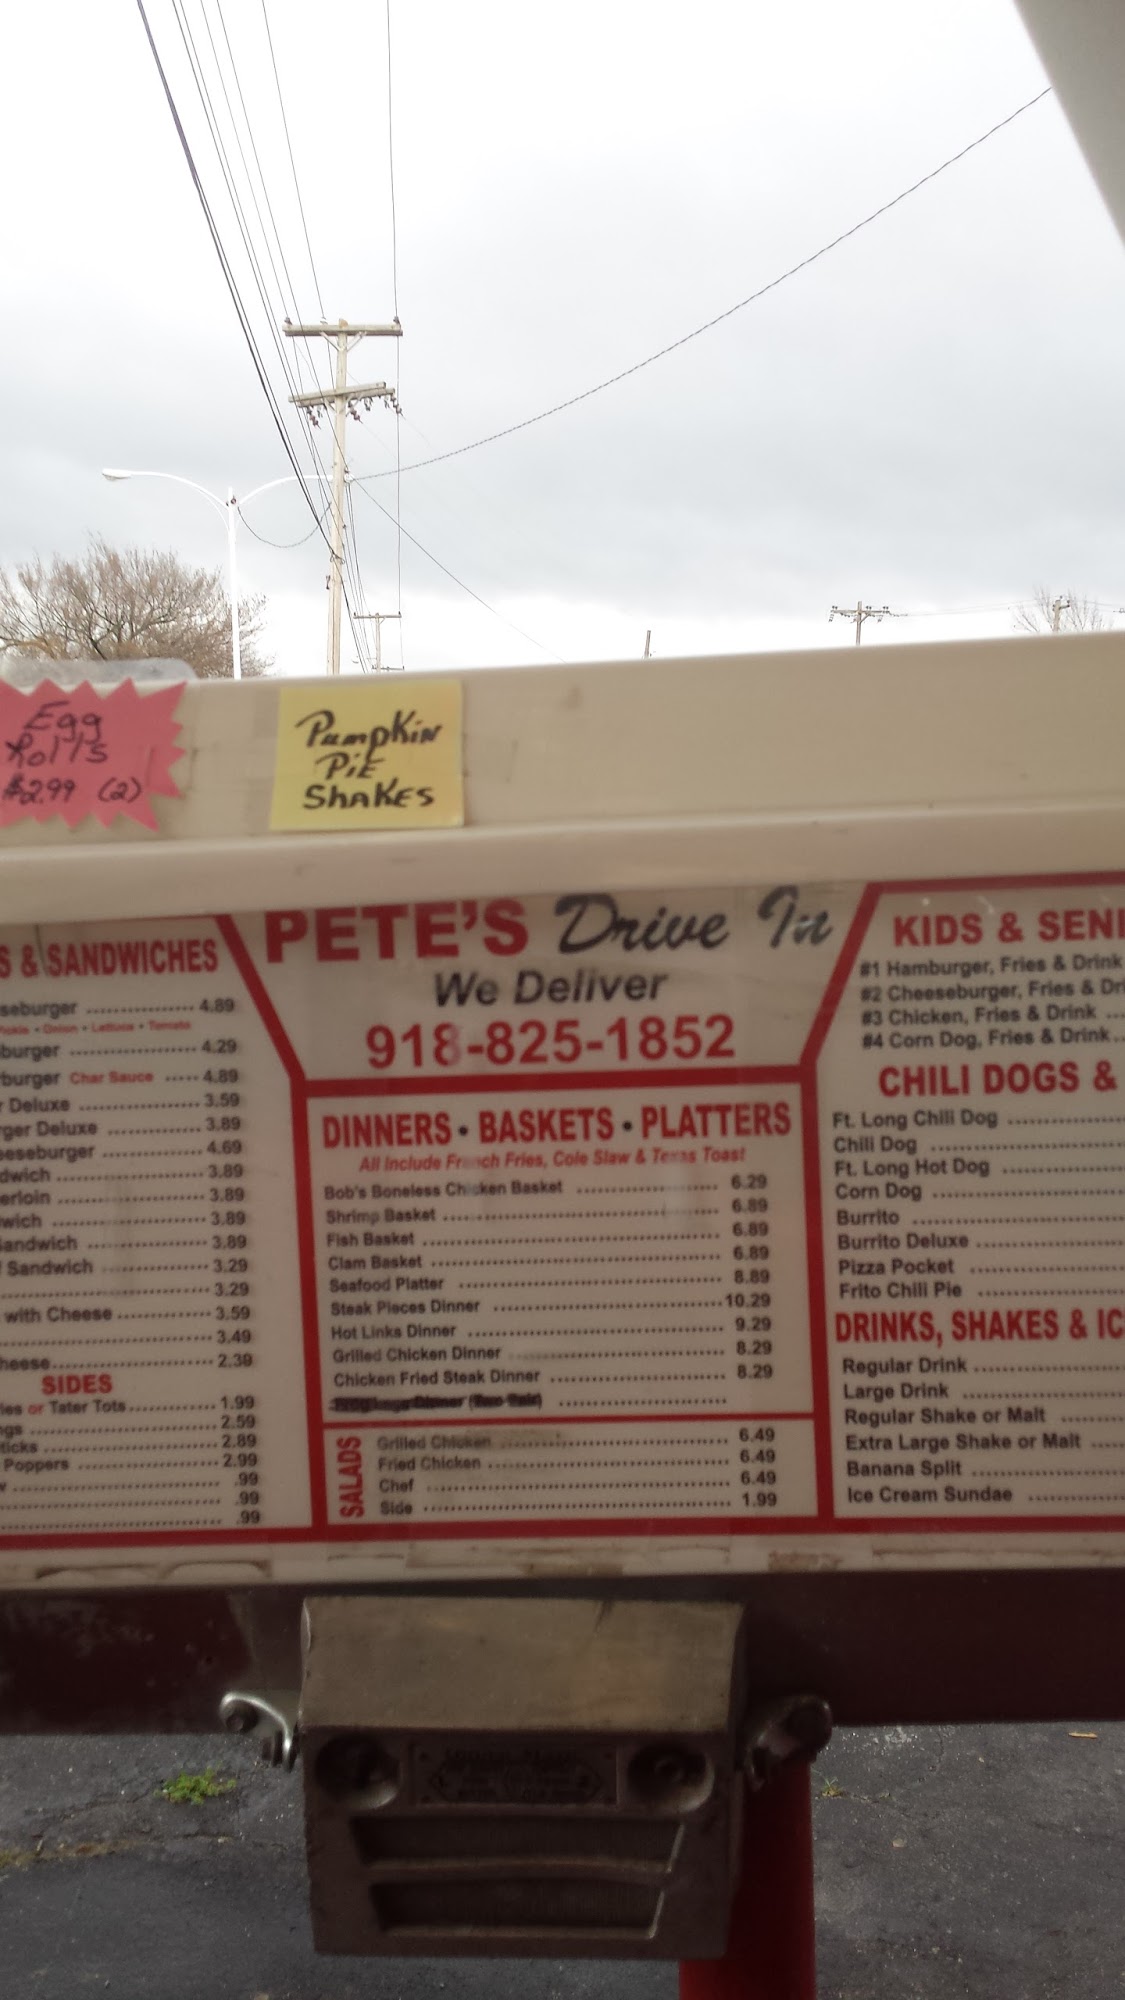 Egg
Rolls
$2.99 (2)
Pumpkin
Pie
Shakes
S & SANDWICHES
seburger 4.89
Pickle • Onion • Lettuce • Tomato
burger 4.29
burger Char Sauce 4.89
r Deluxe 3.59
rger Deluxe 3.89
eeseburger 4.69
dwich 3.89
erloin 3.89
wich 3.89
Sandwich 3.89
f Sandwich 3.29
3.29
with Cheese 3.59
3.49
heese 2.39
SIDES
ies or Tater Tots 1.99
ngs 2.59
ticks 2.89
Poppers 2.99
w .99
.99
.99
PETE'S Drive In
We Deliver
918-825-1852
DINNERS • BASKETS • PLATTERS
All Include French Fries, Cole Slaw & Texas Toast
Bob's Boneless Chicken Basket 6.29
Shrimp Basket 6.89
Fish Basket 6.89
Clam Basket 6.89
Seafood Platter 8.89
Steak Pieces Dinner 10.29
Hot Links Dinner 9.29
Grilled Chicken Dinner 8.29
Chicken Fried Steak Dinner 8.29
SALADS
Grilled Chicken 6.49
Fried Chicken 6.49
Chef 6.49
Side 1.99
KIDS & SENI
#1 Hamburger, Fries & Drink
#2 Cheeseburger, Fries & Dri
#3 Chicken, Fries & Drink
#4 Corn Dog, Fries & Drink
CHILI DOGS &
Ft. Long Chili Dog
Chili Dog
Ft. Long Hot Dog
Corn Dog
Burrito
Burrito Deluxe
Pizza Pocket
Frito Chili Pie
DRINKS, SHAKES & IC
Regular Drink
Large Drink
Regular Shake or Malt
Extra Large Shake or Malt
Banana Split
Ice Cream Sundae